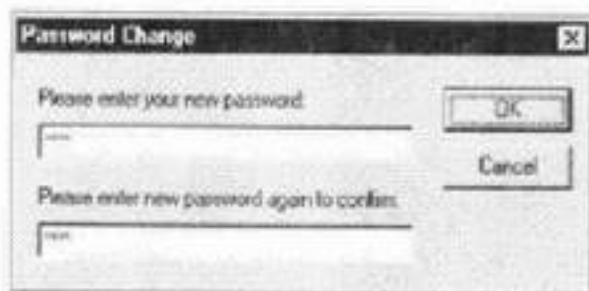 Password Change
Please enter your new password.
OK
****
Cancel
Please enter new password again to confirm.
****